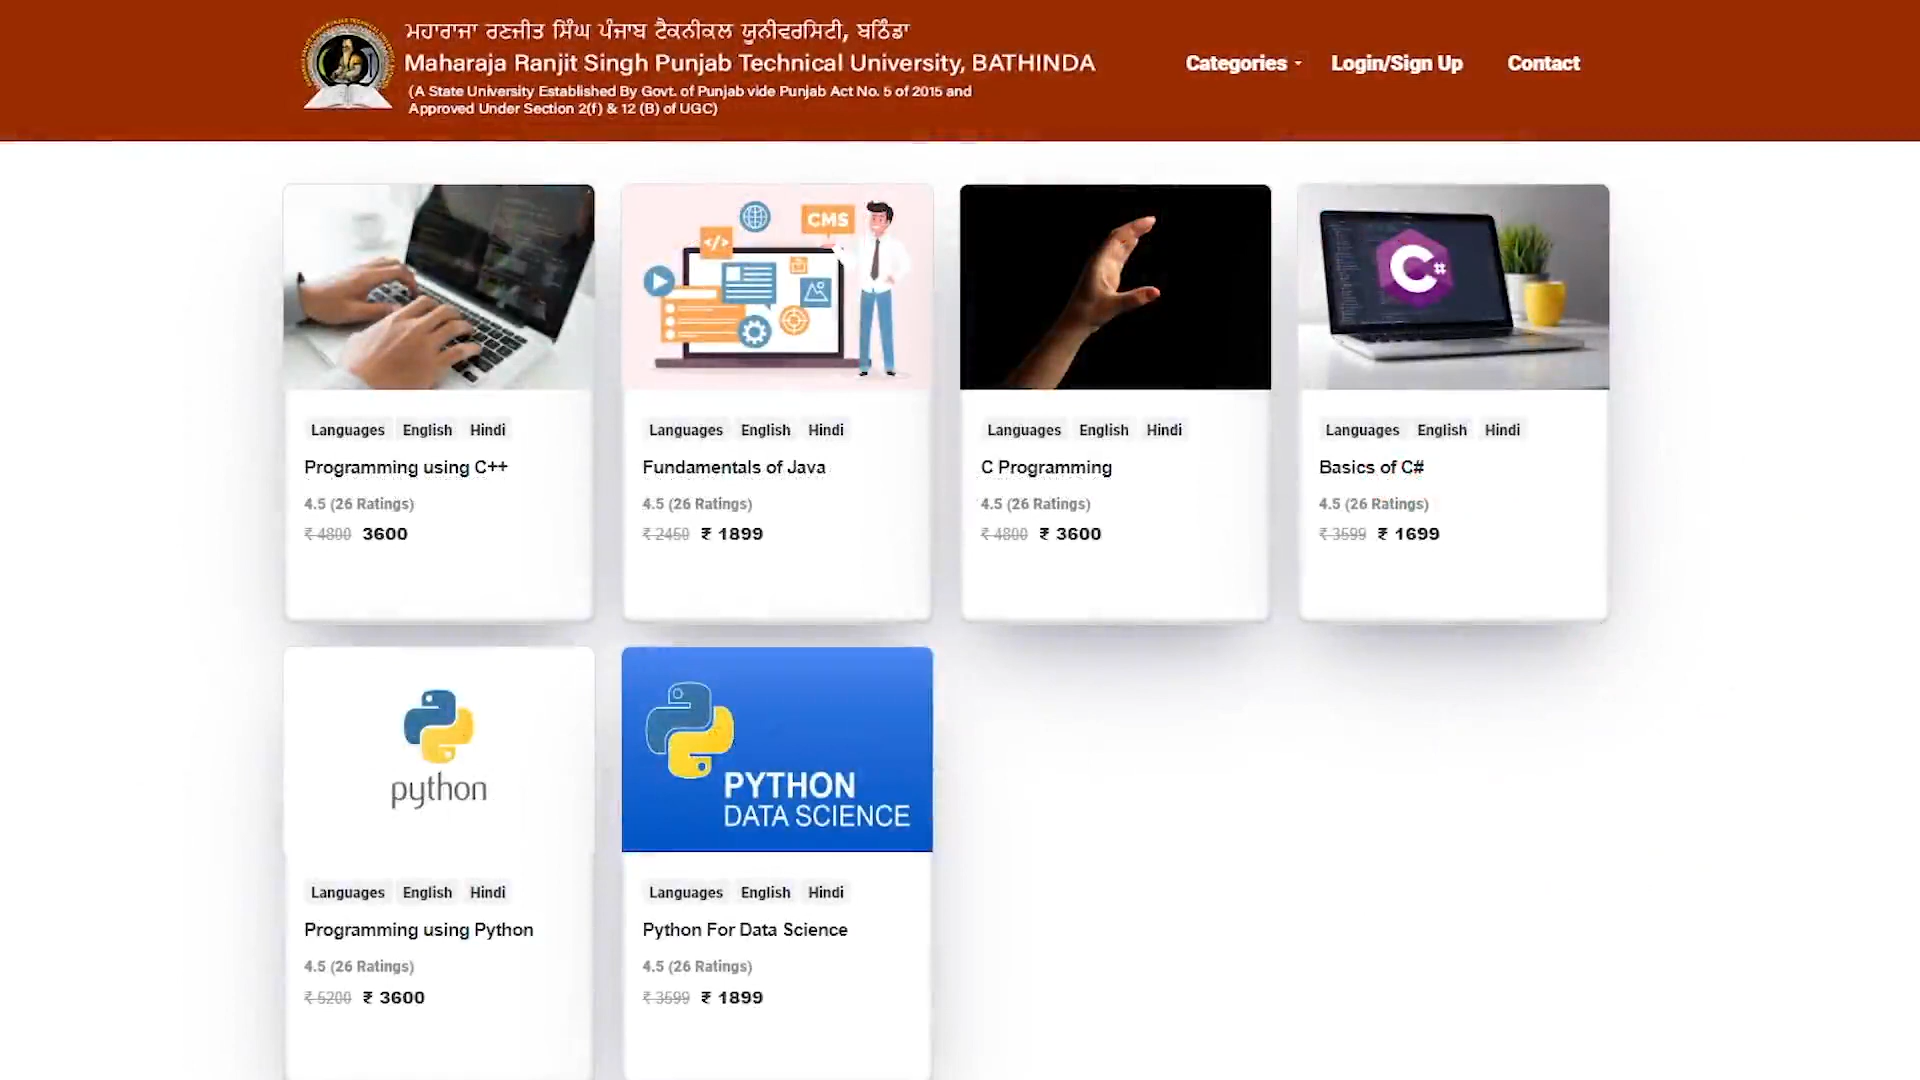 ਮਹਾਰਾਜਾ ਰਣਜੀਤ ਸਿੰਘ ਪੰਜਾਬ ਟੈਕਨੀਕਲ ਯੂਨੀਵਰਸਿਟੀ, ਬਠਿੰਡਾ
Maharaja Ranjit Singh Punjab Technical University, BATHINDA
(A State University Established By Govt. of Punjab vide Punjab Act No. 5 of 2015 and
Approved Under Section 2(f) & 12 (B) of UGC)
Categories
Login/Sign Up
Contact
Languages English Hindi
Programming using C++
4.5 (26 Ratings)
₹ 4800 3600
CMS
</>
Languages English Hindi
Fundamentals of Java
4.5 (26 Ratings)
₹ 2450 ₹ 1899
Languages English Hindi
C Programming
4.5 (26 Ratings)
₹ 4800 ₹ 3600
C#
Languages English Hindi
Basics of C#
4.5 (26 Ratings)
₹ 3599 ₹ 1699
python
Languages English Hindi
Programming using Python
4.5 (26 Ratings)
₹ 5200 ₹ 3600
PYTHON
DATA SCIENCE
Languages English Hindi
Python For Data Science
4.5 (26 Ratings)
₹ 3599 ₹ 1899